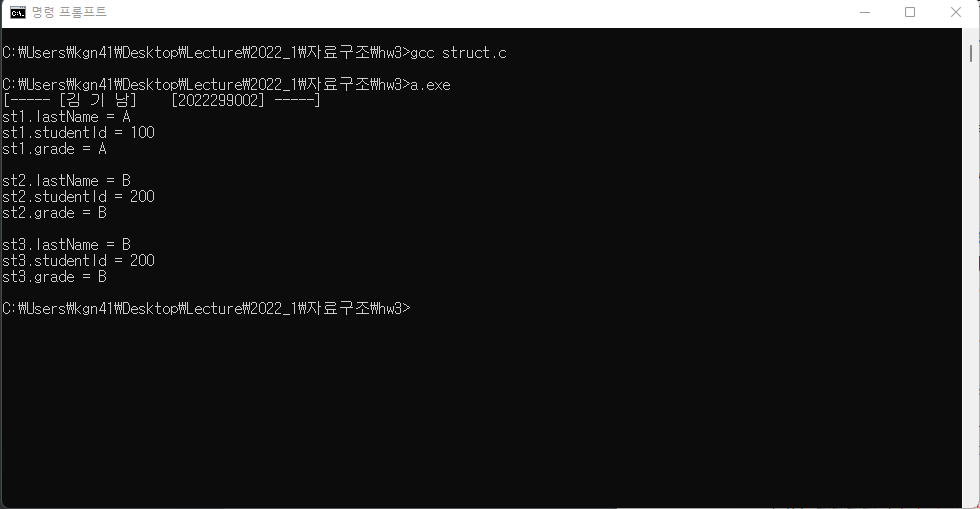 명령 프롬프트
C:₩Users₩kgn41₩Desktop₩Lecture₩2022_1₩자료구조₩hw3>gcc struct.c
C:₩Users₩kgn41₩Desktop₩Lecture₩2022_1₩자료구조₩hw3>a.exe
[----- [김 기 남] [2022299002] -----]
st1.lastName = A
st1.studentId = 100
st1.grade = A
st2.lastName = B
st2.studentId = 200
st2.grade = B
st3.lastName = B
st3.studentId = 200
st3.grade = B
C:₩Users₩kgn41₩Desktop₩Lecture₩2022_1₩자료구조₩hw3>